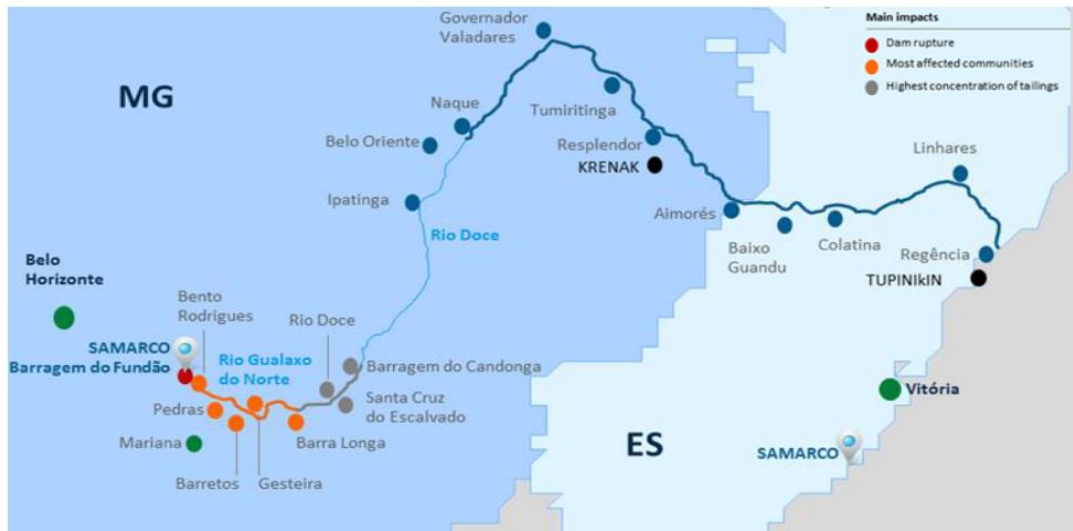 Governador
Valadares
Main impacts
Dam rupture
Most affected communities
Highest concentration of tailings
MG
Naque
Belo Oriente
Tumiritinga
Resplendor
KRENAK
Linhares
Ipatinga
Rio Doce
Aimorés
Baixo
Guandu
Colatina
Regência
TUPINIkIN
Belo
Horizonte
Bento
Rodrigues
Rio Doce
SAMARCO
Barragem do Fundão
Rio Gualaxo
do Norte
Barragem do Candonga
Santa Cruz
do Escalvado
Pedras
Mariana
Barra Longa
Barretos
Gesteira
ES
Vitória
SAMARCO